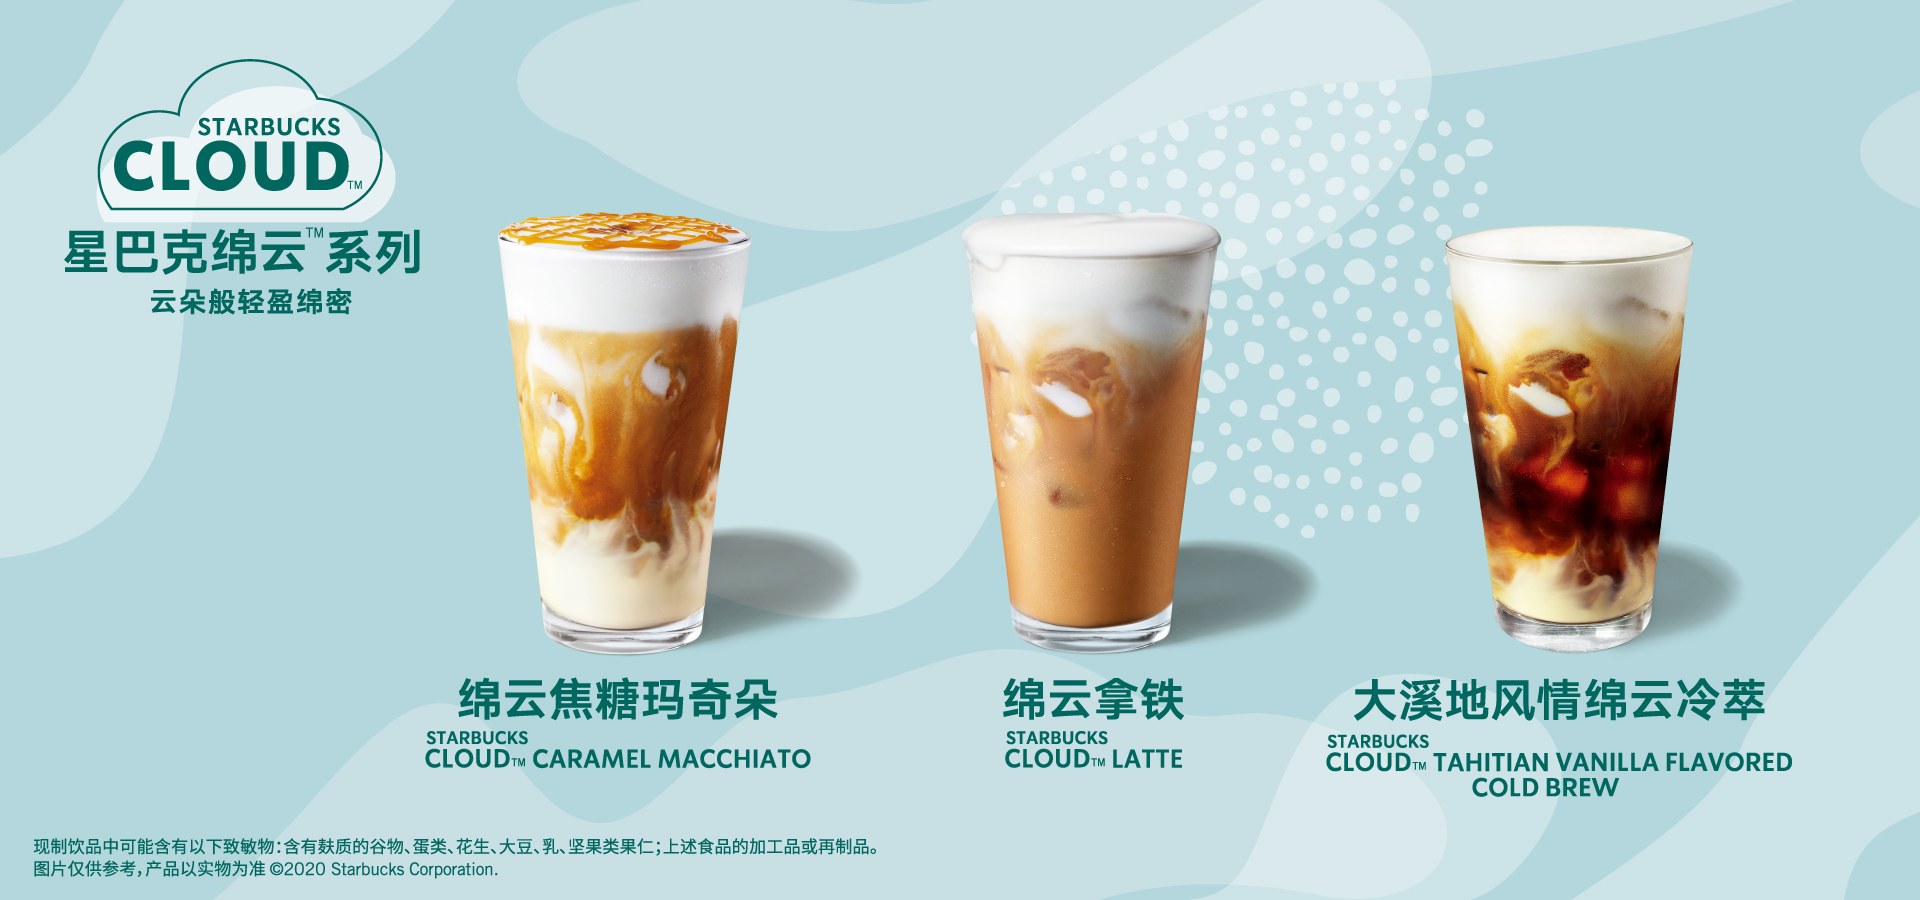 STARBUCKS
CLOUD™
星巴克绵云™系列
云朵般轻盈绵密
绵云焦糖玛奇朵
STARBUCKS
CLOUD™ CARAMEL MACCHIATO
绵云拿铁
STARBUCKS
CLOUD™ LATTE
大溪地风情绵云冷萃
STARBUCKS
CLOUD™ TAHITIAN VANILLA FLAVORED
COLD BREW
现制饮品中可能含有以下致敏物：含有麸质的谷物、蛋类、花生、大豆、乳、坚果类果仁；上述食品的加工品或再制品。
图片仅供参考，产品以实物为准 ©2020 Starbucks Corporation.